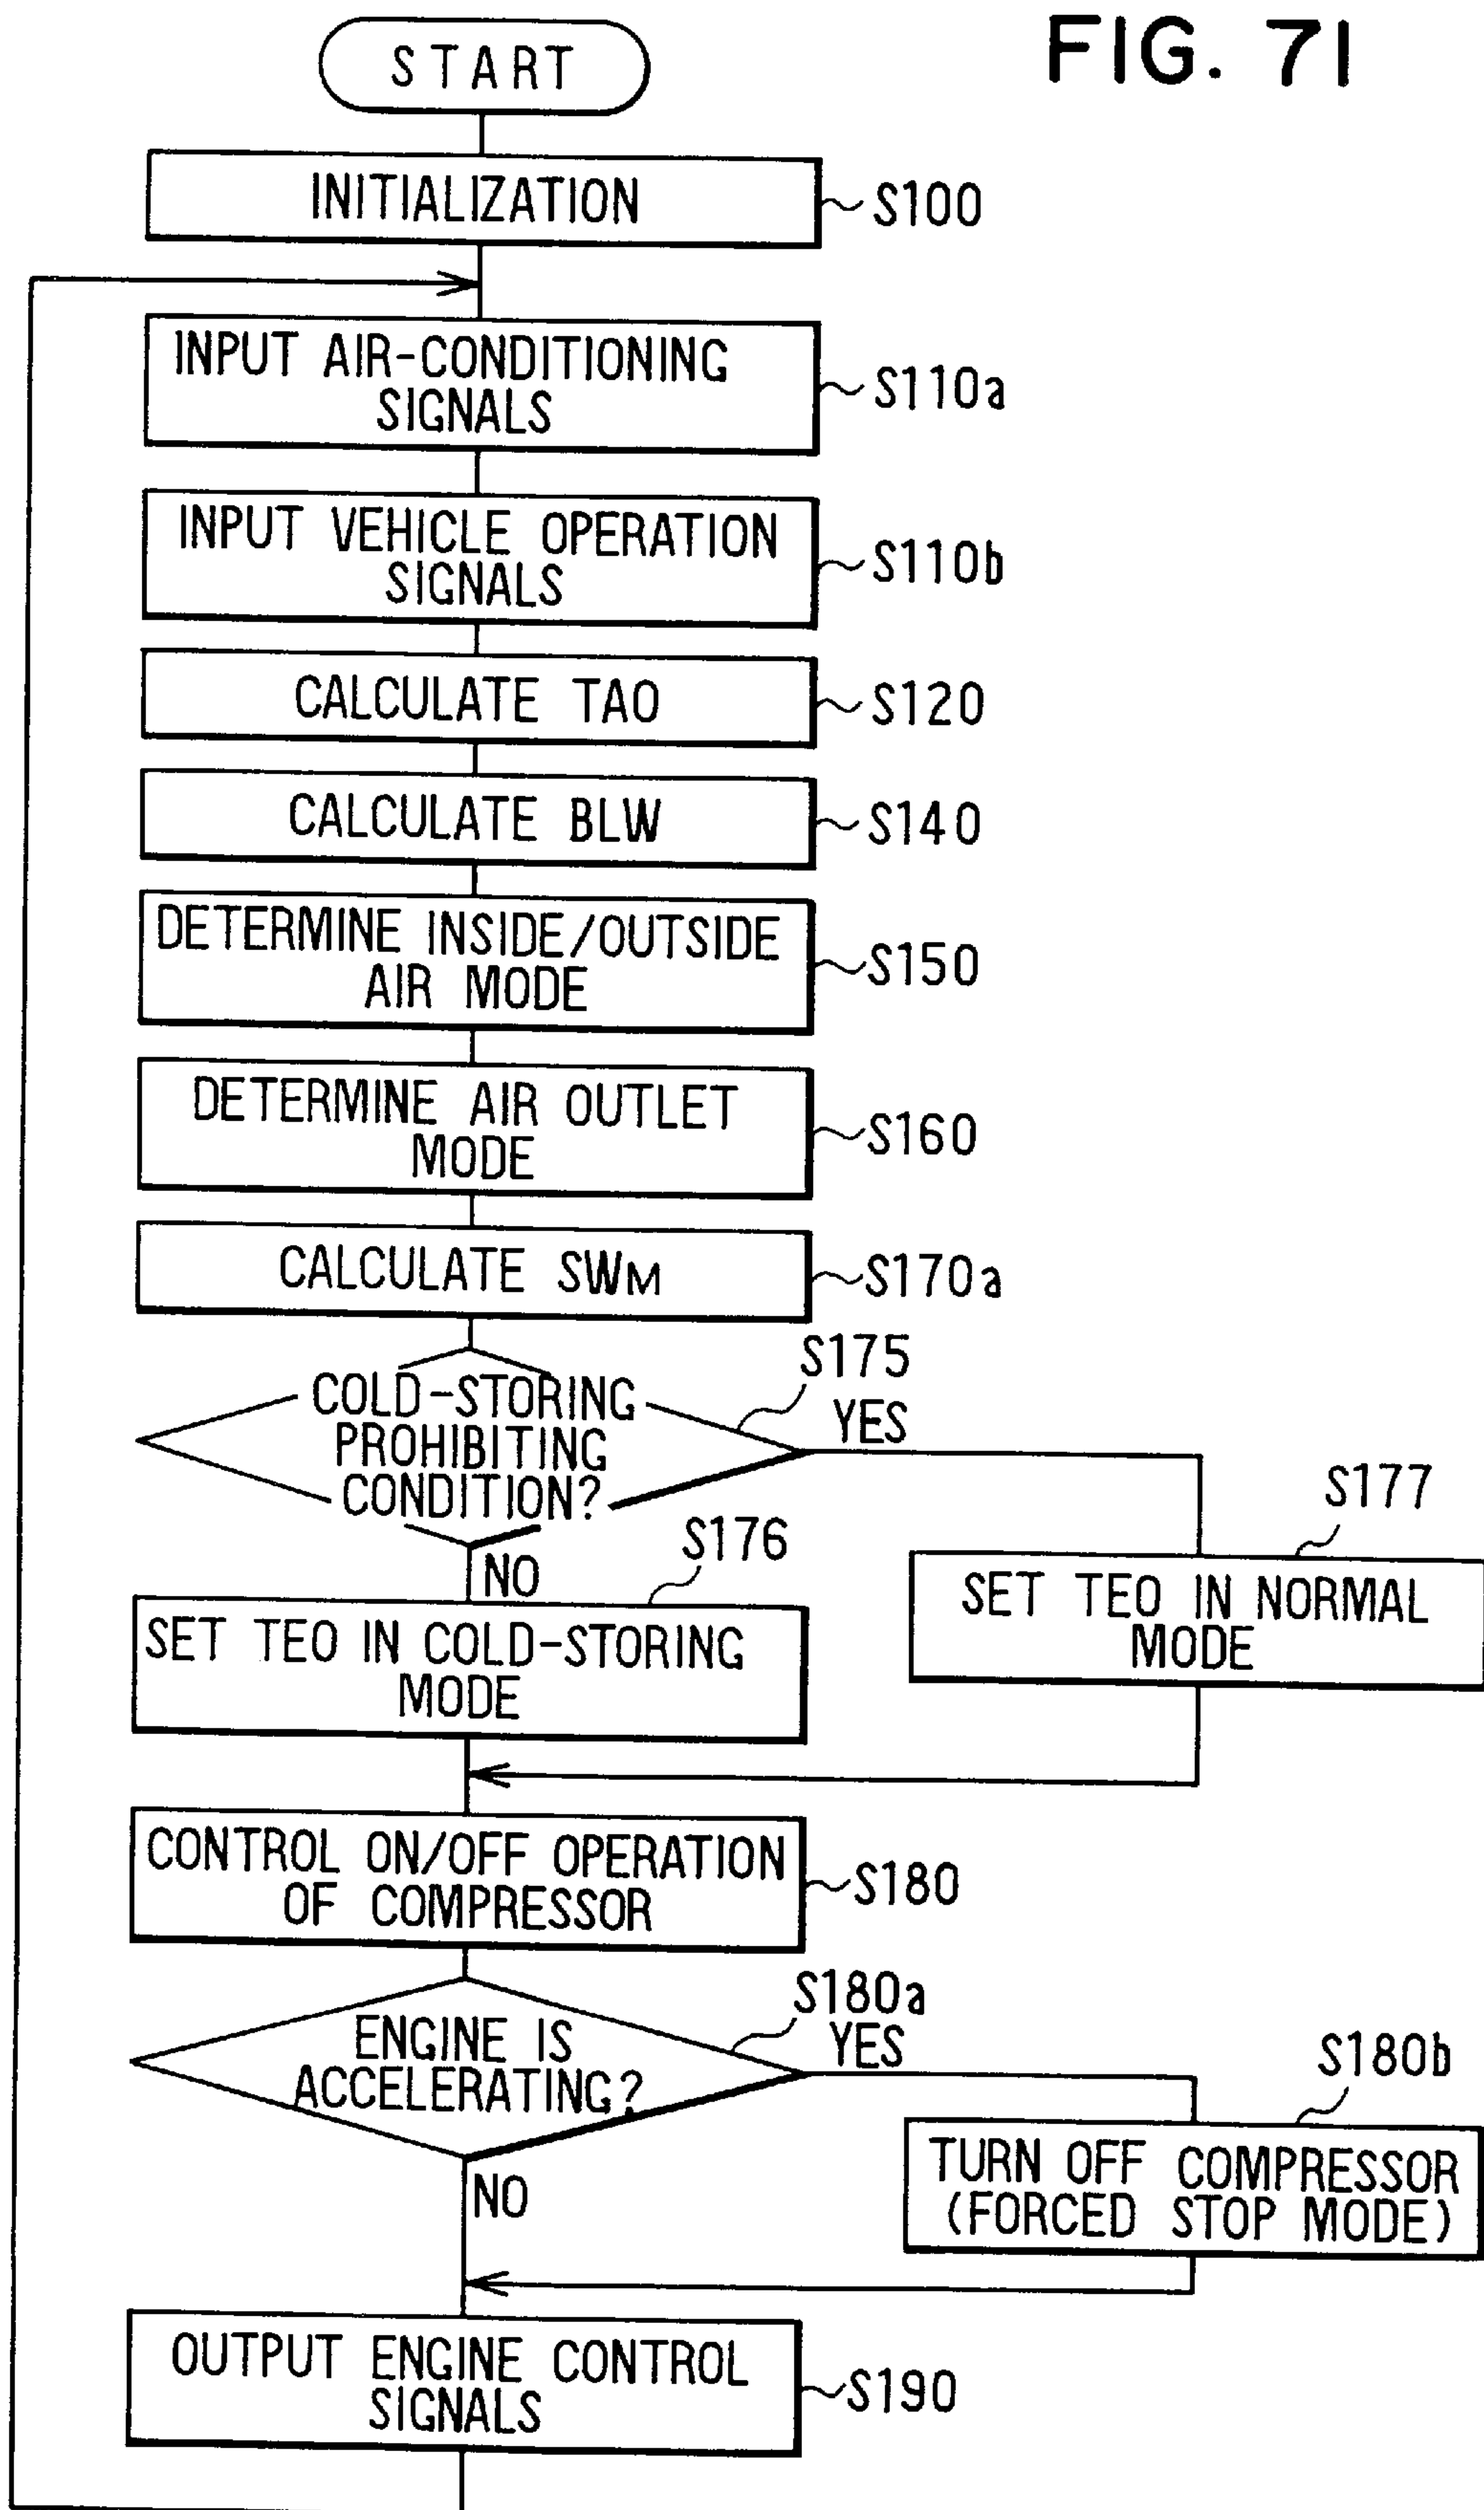 FIG. 71
START
INITIALIZATION
S100
INPUT AIR-CONDITIONING
SIGNALS
S110a
INPUT VEHICLE OPERATION
SIGNALS
S110b
CALCULATE TAO
S120
CALCULATE BLW
S140
DETERMINE INSIDE/OUTSIDE
AIR MODE
S150
DETERMINE AIR OUTLET
MODE
S160
CALCULATE SWM
S170a
COLD-STORING
PROHIBITING
CONDITION?
S175
YES
NO
S176
SET TEO IN COLD-STORING
MODE
S177
SET TEO IN NORMAL
MODE
CONTROL ON/OFF OPERATION
OF COMPRESSOR
S180
ENGINE IS
ACCELERATING?
S180a
YES
NO
S180b
TURN OFF COMPRESSOR
(FORCED STOP MODE)
OUTPUT ENGINE CONTROL
SIGNALS
S190